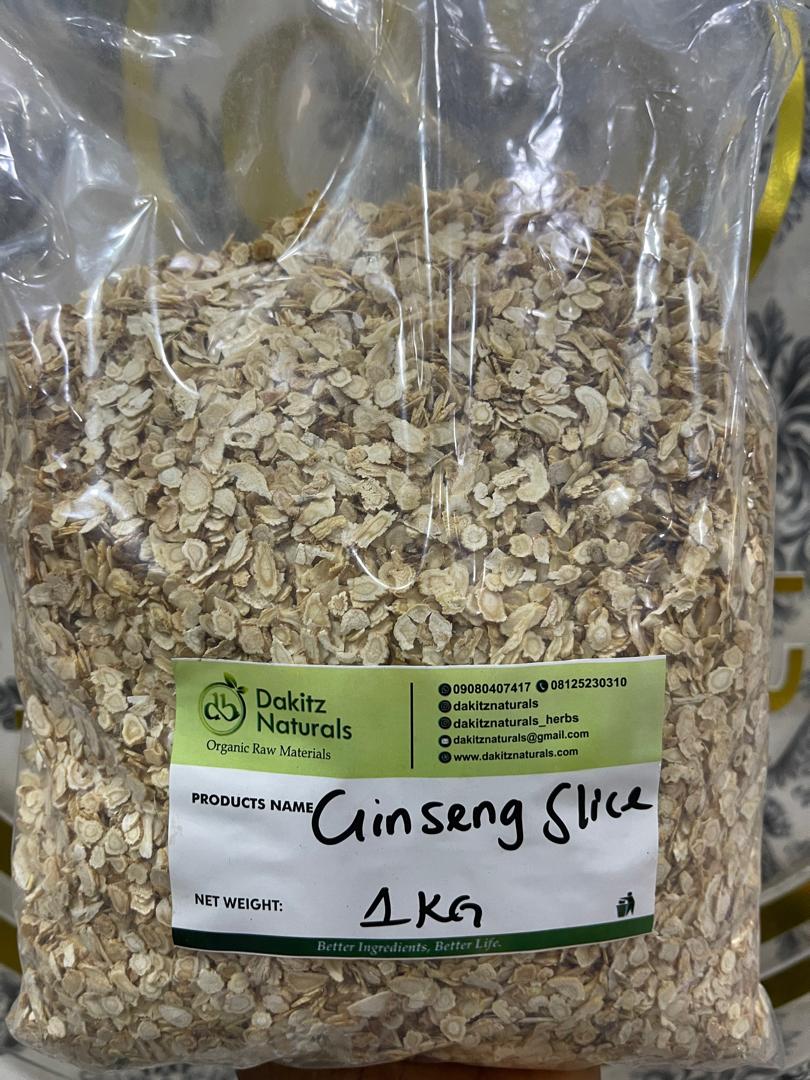 Dakitz
Naturals
Organic Raw Materials
09080407417 08125230310
dakitznaturals
dakitznaturals_herbs
dakitznaturals@gmail.com
www.dakitznaturals.com
PRODUCTS NAME Ginseng Slice
NET WEIGHT: 1KG
Better Ingredients, Better Life.